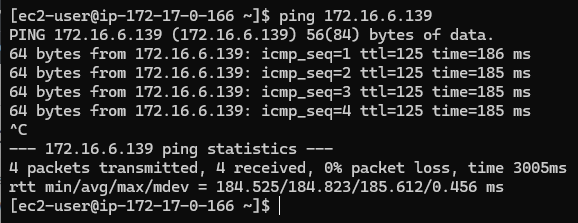 [ec2-user@ip-172-17-0-166 ~]$ ping 172.16.6.139
PING 172.16.6.139 (172.16.6.139) 56(84) bytes of data.
64 bytes from 172.16.6.139: icmp_seq=1 ttl=125 time=186 ms
64 bytes from 172.16.6.139: icmp_seq=2 ttl=125 time=185 ms
64 bytes from 172.16.6.139: icmp_seq=3 ttl=125 time=185 ms
64 bytes from 172.16.6.139: icmp_seq=4 ttl=125 time=185 ms
^C
--- 172.16.6.139 ping statistics ---
4 packets transmitted, 4 received, 0% packet loss, time 3005ms
rtt min/avg/max/mdev = 184.525/184.823/185.612/0.456 ms
[ec2-user@ip-172-17-0-166 ~]$